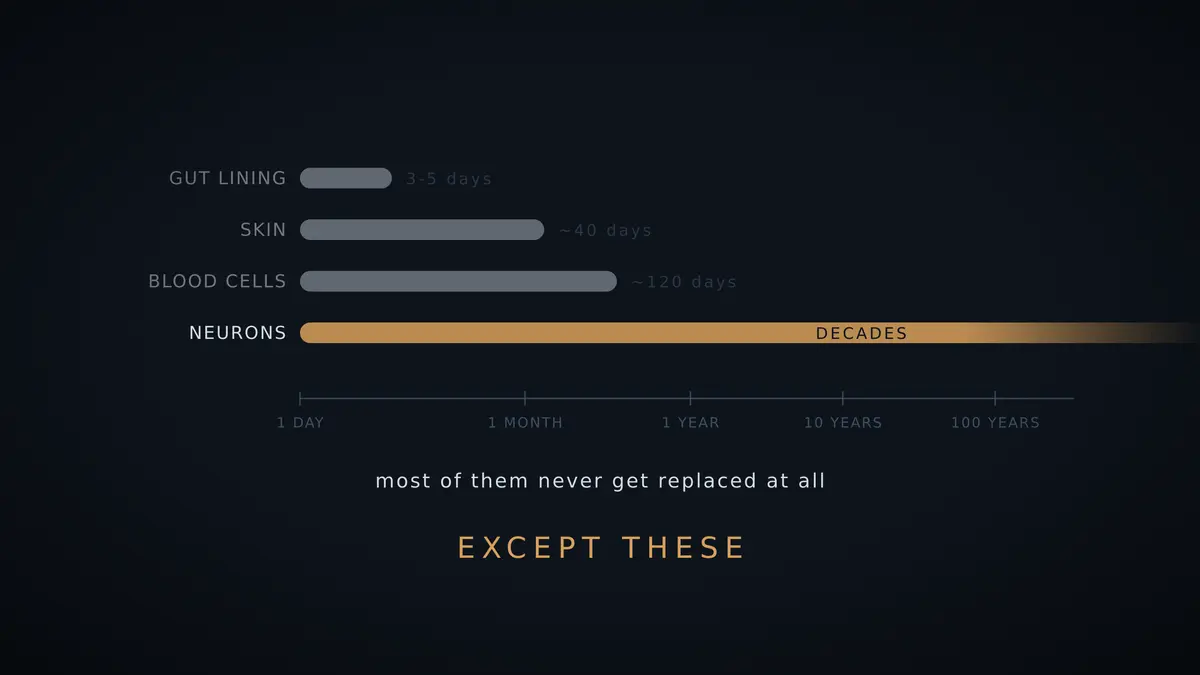 GUT LINING 3-5 days
SKIN ~40 days
BLOOD CELLS ~120 days
NEURONS DECADES
1 DAY 1 MONTH 1 YEAR 10 YEARS 100 YEARS
most of them never get replaced at all
EXCEPT THESE